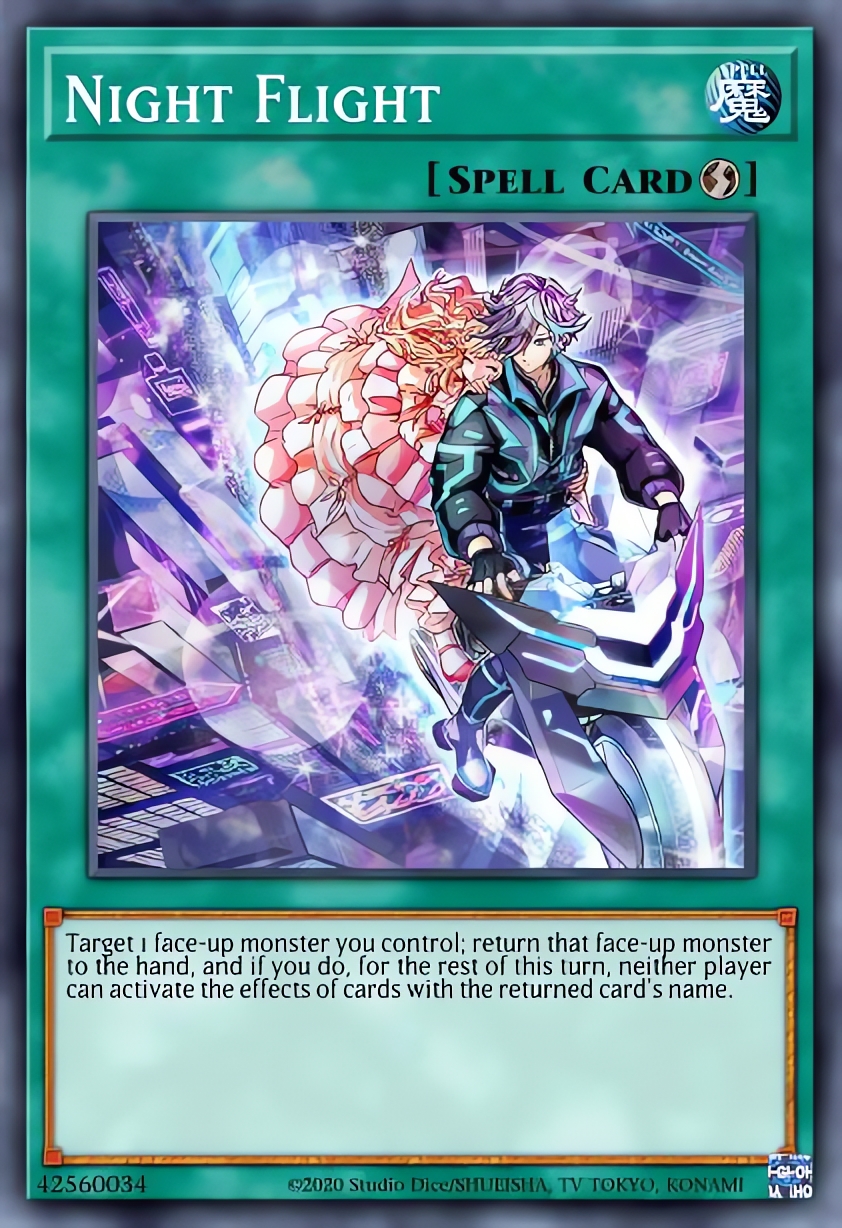 NIGHT FLIGHT
魔
[SPELL CARD]
Target 1 face-up monster you control; return that face-up monster
to the hand, and if you do, for the rest of this turn, neither player
can activate the effects of cards with the returned card's name.
42560034
©2020 Studio Dice/SHUEISHA, TV TOKYO, KONAMI